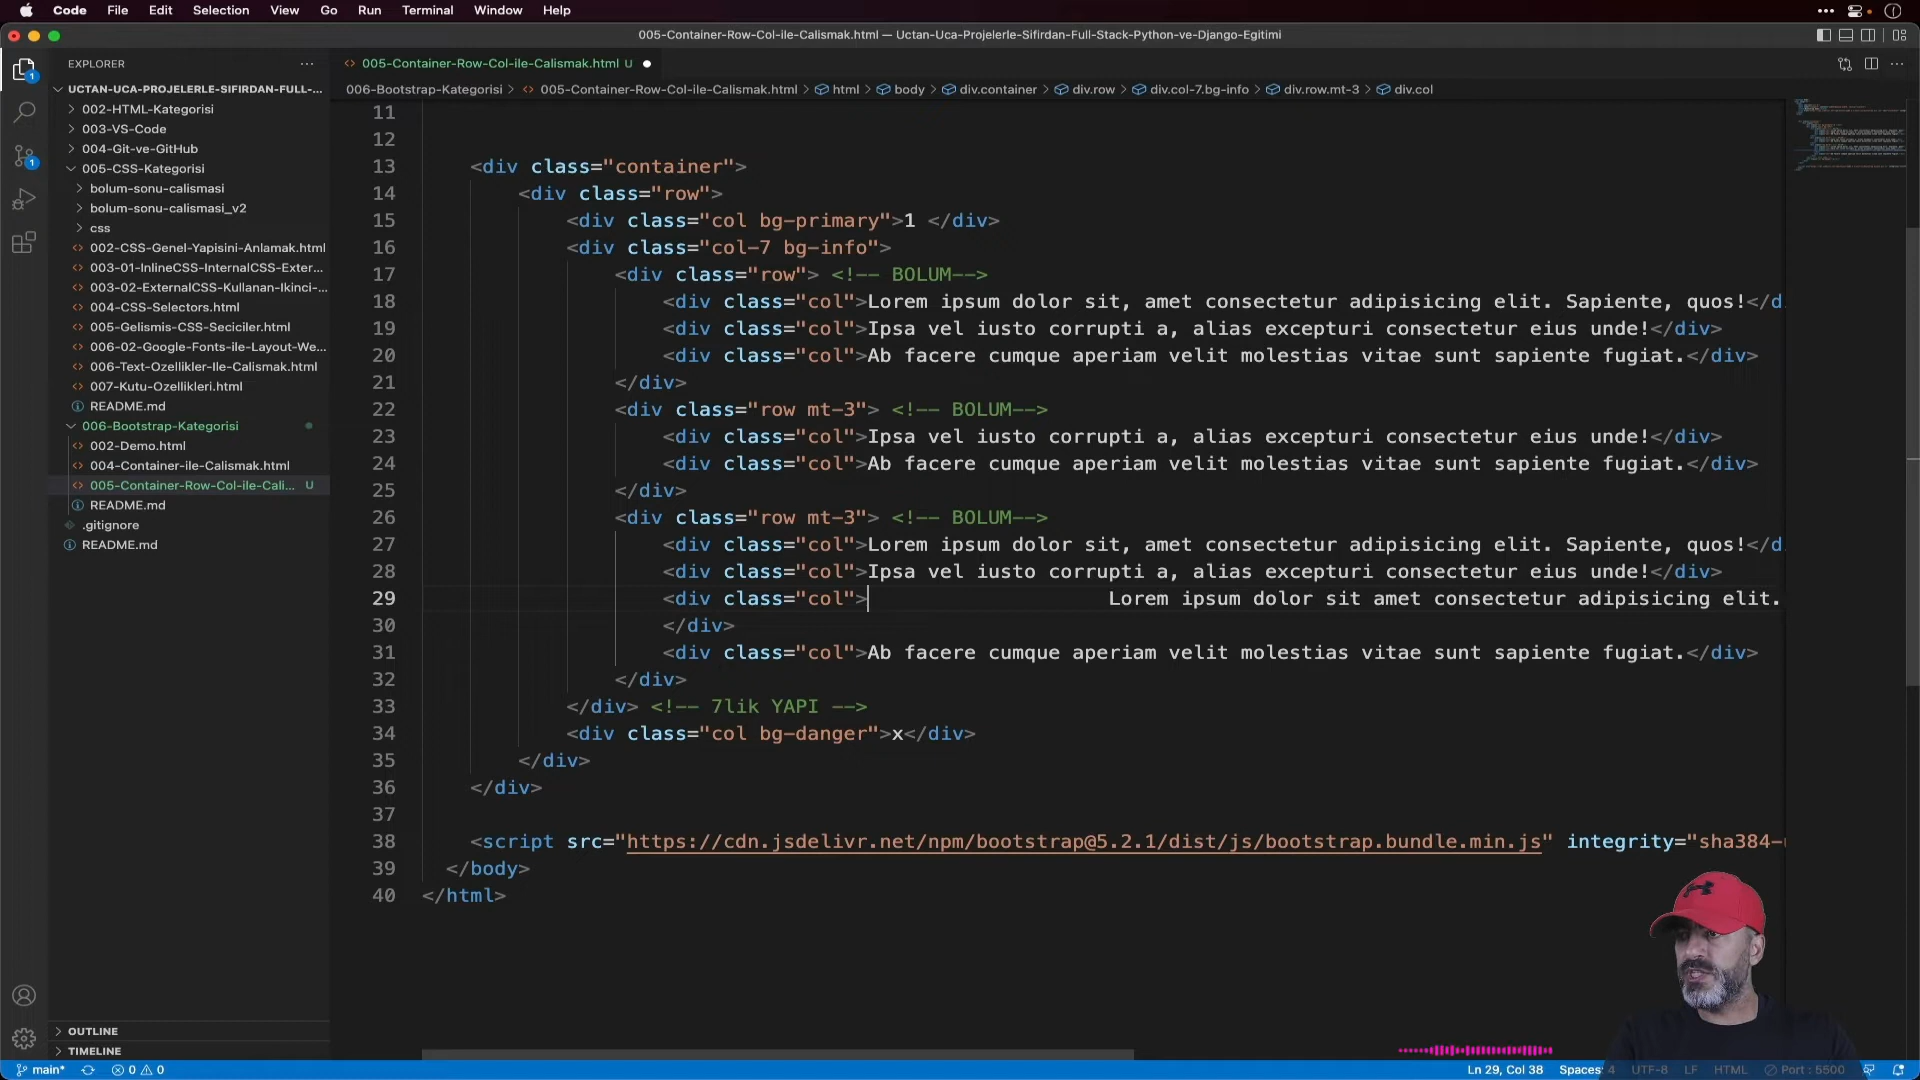 Code File Edit Selection View Go Run Terminal Window Help
005-Container-Row-Col-ile-Calismak.html — Uctan-Uca-Projelerle-Sifirdan-Full-Stack-Python-ve-Django-Egitimi
EXPLORER
005-Container-Row-Col-ile-Calismak.html U
006-Bootstrap-Kategorisi > 005-Container-Row-Col-ile-Calismak.html > html > body > div.container > div.row > div.col-7.bg-info > div.row.mt-3 > div.col
UCTAN-UCA-PROJELERLE-SIFIRDAN-FULL-...
002-HTML-Kategorisi
003-VS-Code
004-Git-ve-GitHub
005-CSS-Kategorisi
bolum-sonu-calismasi
bolum-sonu-calismasi_v2
css
002-CSS-Genel-Yapisini-Anlamak.html
003-01-InlineCSS-InternalCSS-Exter...
003-02-ExternalCSS-Kullanan-Ikinci-...
004-CSS-Selectors.html
005-Gelismis-CSS-Seciciler.html
006-02-Google-Fonts-ile-Layout-We...
006-Text-Ozellikler-Ile-Calismak.html
007-Kutu-Ozellikleri.html
README.md
006-Bootstrap-Kategorisi
002-Demo.html
004-Container-ile-Calismak.html
005-Container-Row-Col-ile-Cali... U
README.md
.gitignore
README.md
OUTLINE
TIMELINE
11
12
13 <div class="container">
14 <div class="row">
15 <div class="col bg-primary">1 </div>
16 <div class="col-7 bg-info">
17 <div class="row"> <!-- BOLUM-->
18 <div class="col">Lorem ipsum dolor sit, amet consectetur adipisicing elit. Sapiente, quos!</d
19 <div class="col">Ipsa vel iusto corrupti a, alias excepturi consectetur eius unde!</div>
20 <div class="col">Ab facere cumque aperiam velit molestias vitae sunt sapiente fugiat.</div>
21 </div>
22 <div class="row mt-3"> <!-- BOLUM-->
23 <div class="col">Ipsa vel iusto corrupti a, alias excepturi consectetur eius unde!</div>
24 <div class="col">Ab facere cumque aperiam velit molestias vitae sunt sapiente fugiat.</div>
25 </div>
26 <div class="row mt-3"> <!-- BOLUM-->
27 <div class="col">Lorem ipsum dolor sit, amet consectetur adipisicing elit. Sapiente, quos!</d
28 <div class="col">Ipsa vel iusto corrupti a, alias excepturi consectetur eius unde!</div>
29 <div class="col"> Lorem ipsum dolor sit amet consectetur adipisicing elit.
30 </div>
31 <div class="col">Ab facere cumque aperiam velit molestias vitae sunt sapiente fugiat.</div>
32 </div>
33 </div> <!-- 7lik YAPI -->
34 <div class="col bg-danger">x</div>
35 </div>
36 </div>
37
38 <script src="https://cdn.jsdelivr.net/npm/bootstrap@5.2.1/dist/js/bootstrap.bundle.min.js" integrity="sha384-
39 </body>
40 </html>
main* 0 0 Ln 29, Col 38 Spaces: 4 UTF-8 LF HTML Port : 5500